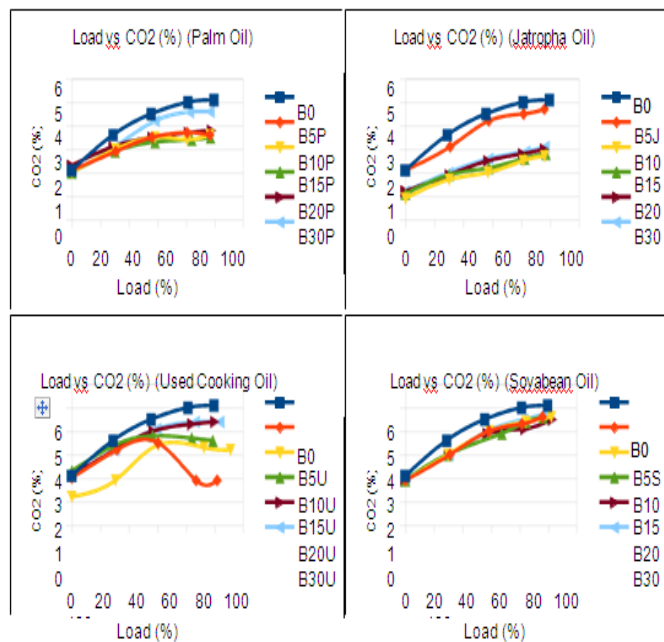 Load vs CO2 (%) (Palm Oil)
6
5
4
3
2
1
0
CO2 (%)
0 20 40 60 80 100
Load (%)
B0
B5P
B10P
B15P
B20P
B30P
Load vs CO2 (%) (Jatropha Oil)
6
5
4
3
2
1
0
CO2 (%)
0 20 40 60 80 100
Load (%)
B0
B5J
B10
B15
B20
B30
Load vs CO2 (%) (Used Cooking Oil)
6
5
4
3
2
1
0
CO2 (%)
0 20 40 60 80 100
Load (%)
B0
B5U
B10U
B15U
B20U
B30U
Load vs CO2 (%) (Soyabean Oil)
6
5
4
3
2
1
0
CO2 (%)
0 20 40 60 80 100
Load (%)
B0
B5S
B10
B15
B20
B30